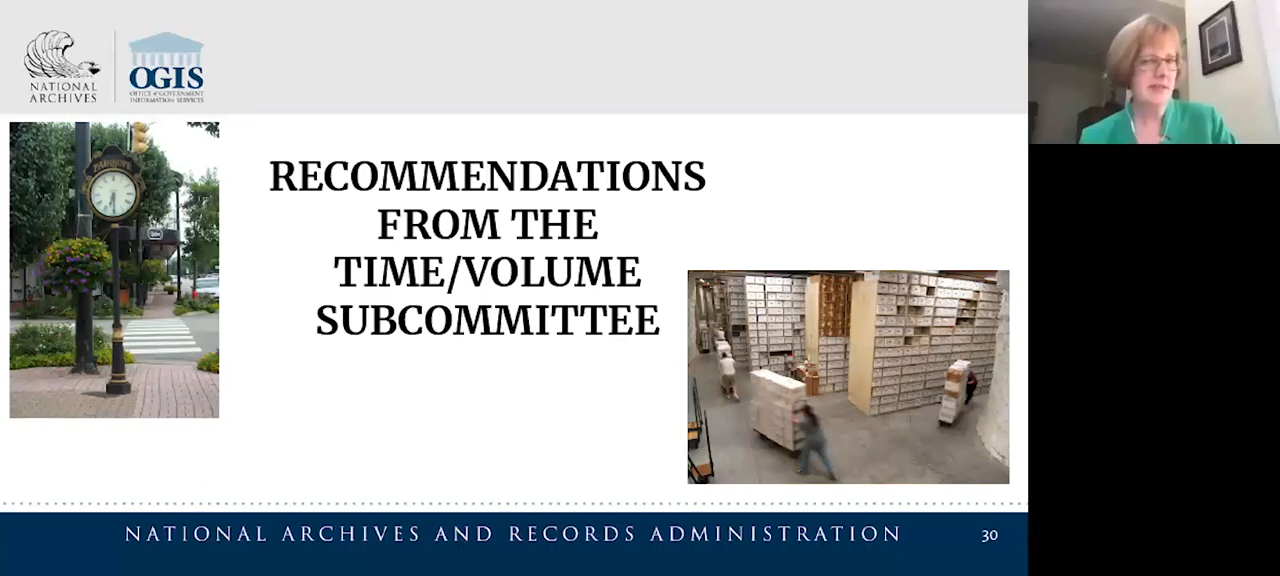 NATIONAL
ARCHIVES
OGIS
OFFICE of GOVERNMENT
INFORMATION SERVICES
RECOMMENDATIONS
FROM THE
TIME/VOLUME
SUBCOMMITTEE
NATIONAL ARCHIVES AND RECORDS ADMINISTRATION
30